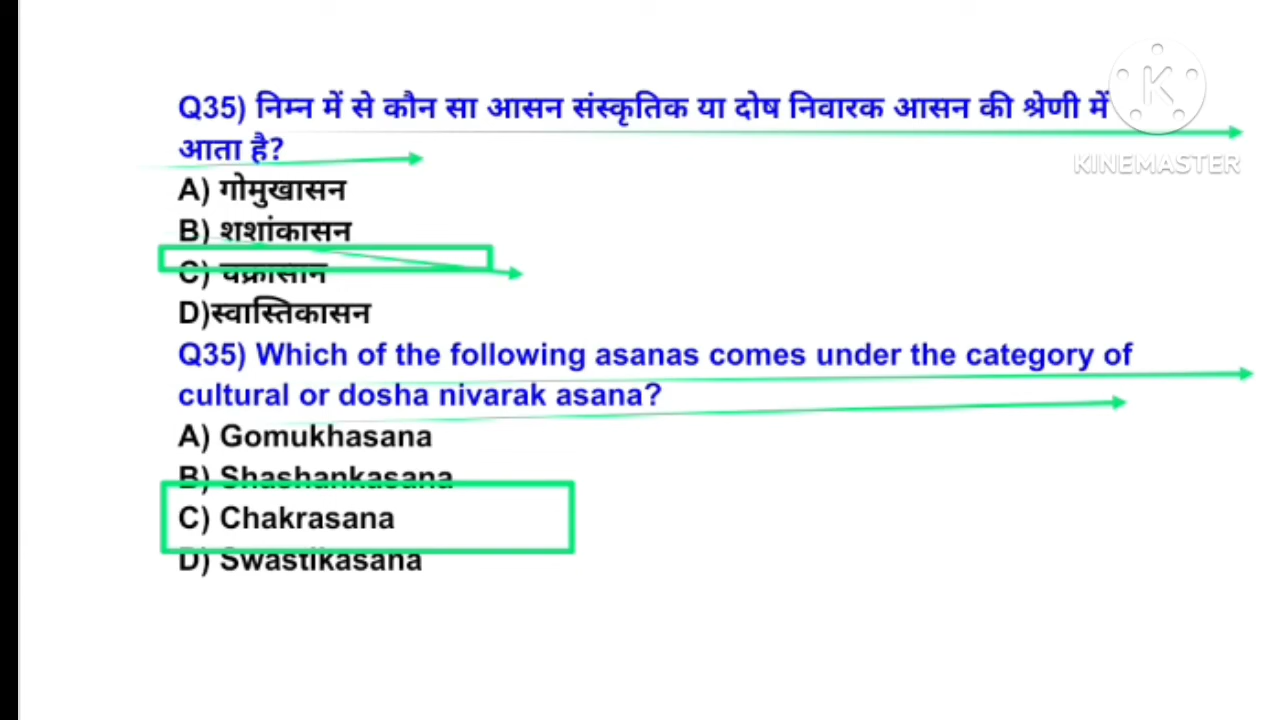 Q35) निम्न में से कौन सा आसन संस्कृतिक या दोष निवारक आसन की श्रेणी में
आता है?
A) गोमुखासन
B) शशांकासन
C) चक्रासान
D)स्वास्तिकासन
Q35) Which of the following asanas comes under the category of
cultural or dosha nivarak asana?
A) Gomukhasana
B) Shashankasana
C) Chakrasana
D) Swastikasana
K
KINEMASTER